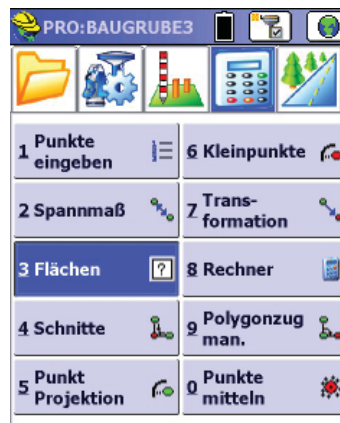 PRO:BAUGRUBE3
1 Punkte
eingeben
6 Kleinpunkte
2 Spannmaß
7 Trans-
formation
3 Flächen
?
8 Rechner
4 Schnitte
9 Polygonzug
man.
5 Punkt
Projektion
0 Punkte
mitteln